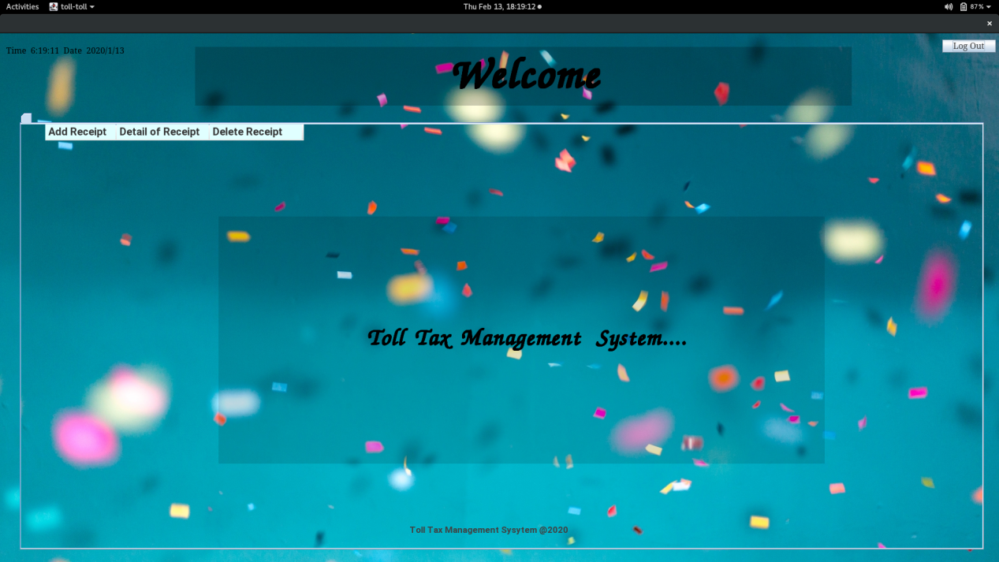 Activities toll-toll Thu Feb 13, 18:19:12 87%
Time 6:19:11 Date 2020/1/13 Log Out
Welcome
Add Receipt Detail of Receipt Delete Receipt
Toll Tax Management System....
Toll Tax Management Sysytem @2020